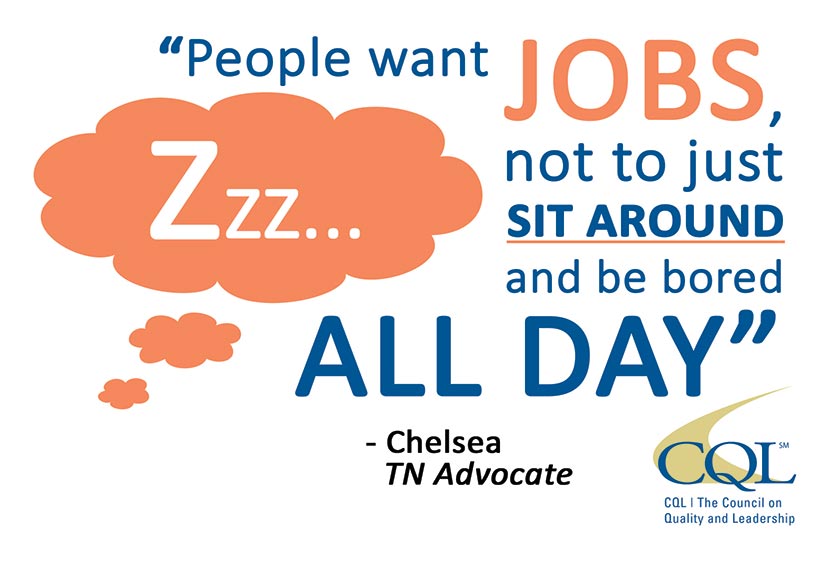 “People want JOBS,
Zzz...
not to just
SIT AROUND
and be bored
ALL DAY”
- Chelsea
TN Advocate
CQL SM
CQL | The Council on
Quality and Leadership